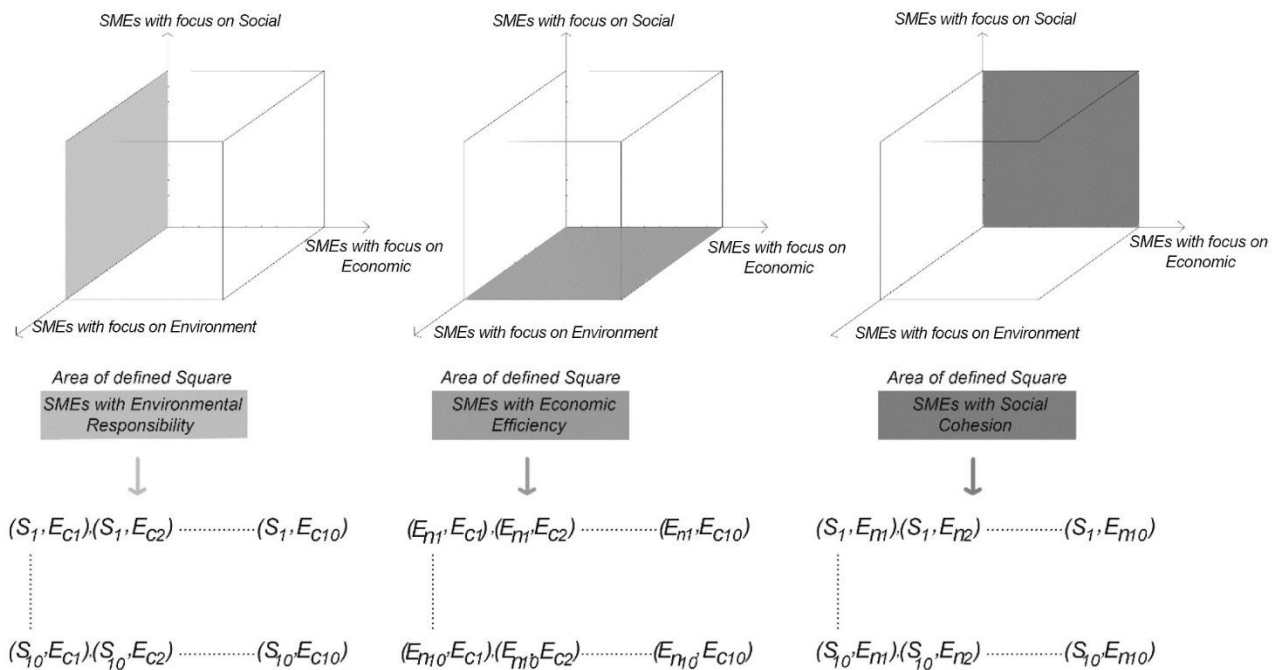 SMEs with focus on Social
SMEs with focus on
Economic
SMEs with focus on Environment
Area of defined Square
SMEs with Environmental
Responsibility
(S1,Ec1),(S1,Ec2) ............... (S1,Ec10)
(S10,Ec1)(S10,Ec2) ............... (S10,Ec10)
SMEs with focus on Social
SMEs with focus on
Economic
SMEs with focus on Environment
Area of defined Square
SMEs with Economic
Efficiency
(En1,Ec1),(En1,Ec2) ............... (En1,Ec10)
(En10,Ec1)(En10,Ec2) ............... (En10,Ec10)
SMEs with focus on Social
SMEs with focus on
Economic
SMEs with focus on Environment
Area of defined Square
SMEs with Social
Cohesion
(S1,En1),(S1,En2) ............... (S1,En10)
(S10,En1)(S10,En2) ............... (S10,En10)